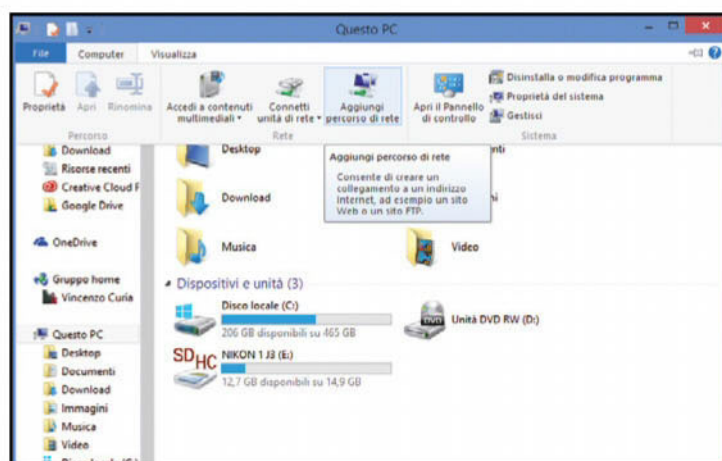 Questo PC
File Computer Visualizza
Proprietà
Apri
Rinomina
Percorso
Accedi a contenuti
multimediali
Connetti
unità di rete
Aggiungi
percorso di rete
Rete
Apri il Pannello
di controllo
Disinstalla o modifica programma
Proprietà del sistema
Gestisci
Sistema
Download
Risorse recenti
Creative Cloud F
Google Drive
OneDrive
Gruppo home
Vincenzo Curia
Questo PC
Desktop
Documenti
Download
Immagini
Musica
Video
Desktop
Download
Musica
Video
Aggiungi percorso di rete
Consente di creare un
collegamento a un indirizzo
Internet, ad esempio un sito
Web o un sito FTP.
Dispositivi e unità (3)
Disco locale (C:)
206 GB disponibili su 465 GB
Unità DVD RW (D:)
DVD
SD HC
NIKON 1 J3 (E:)
12,7 GB disponibili su 14,9 GB